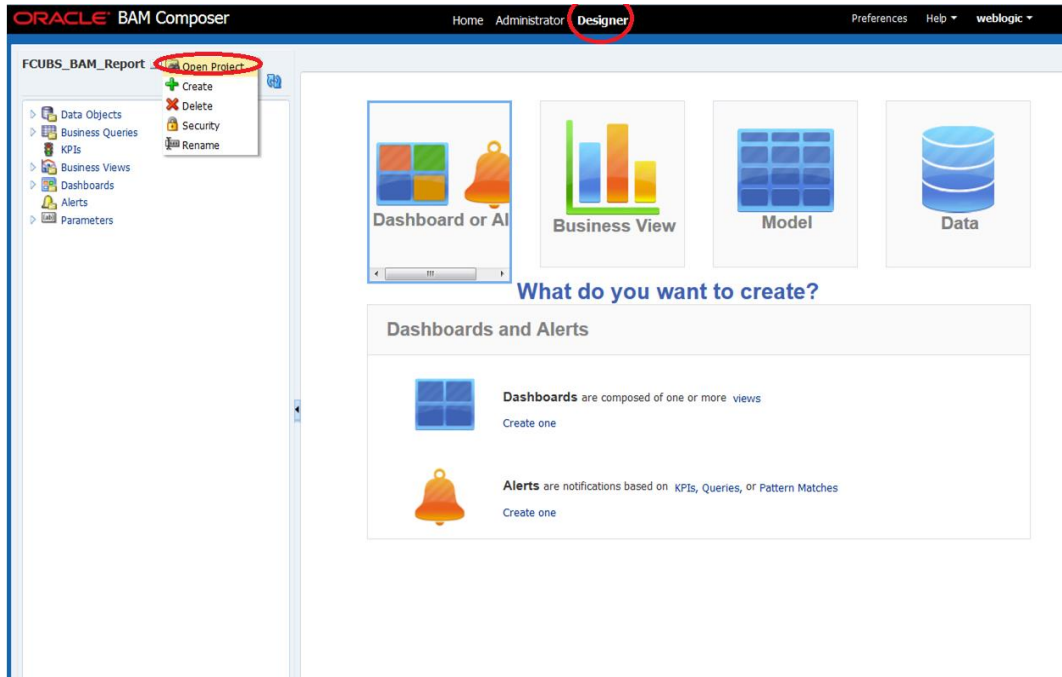 ORACLE BAM Composer
Home Administrator Designer
Preferences Help weblogic
FCUBS_BAM_Report
Open Project
Create
Delete
Security
Rename
Data Objects
Business Queries
KPIs
Business Views
Dashboards
Alerts
Parameters
Dashboard or Al
Business View
Model
Data
What do you want to create?
Dashboards and Alerts
Dashboards are composed of one or more views
Create one
Alerts are notifications based on KPIs, Queries, or Pattern Matches
Create one